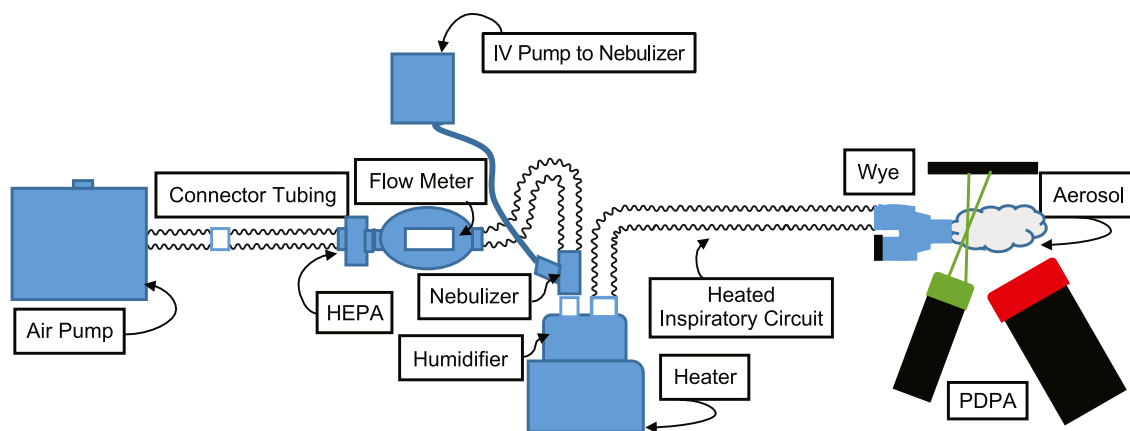 IV Pump to Nebulizer
Connector Tubing
Flow Meter
Wye
Aerosol
Air Pump
HEPA
Nebulizer
Humidifier
Heated
Inspiratory Circuit
Heater
PDPA